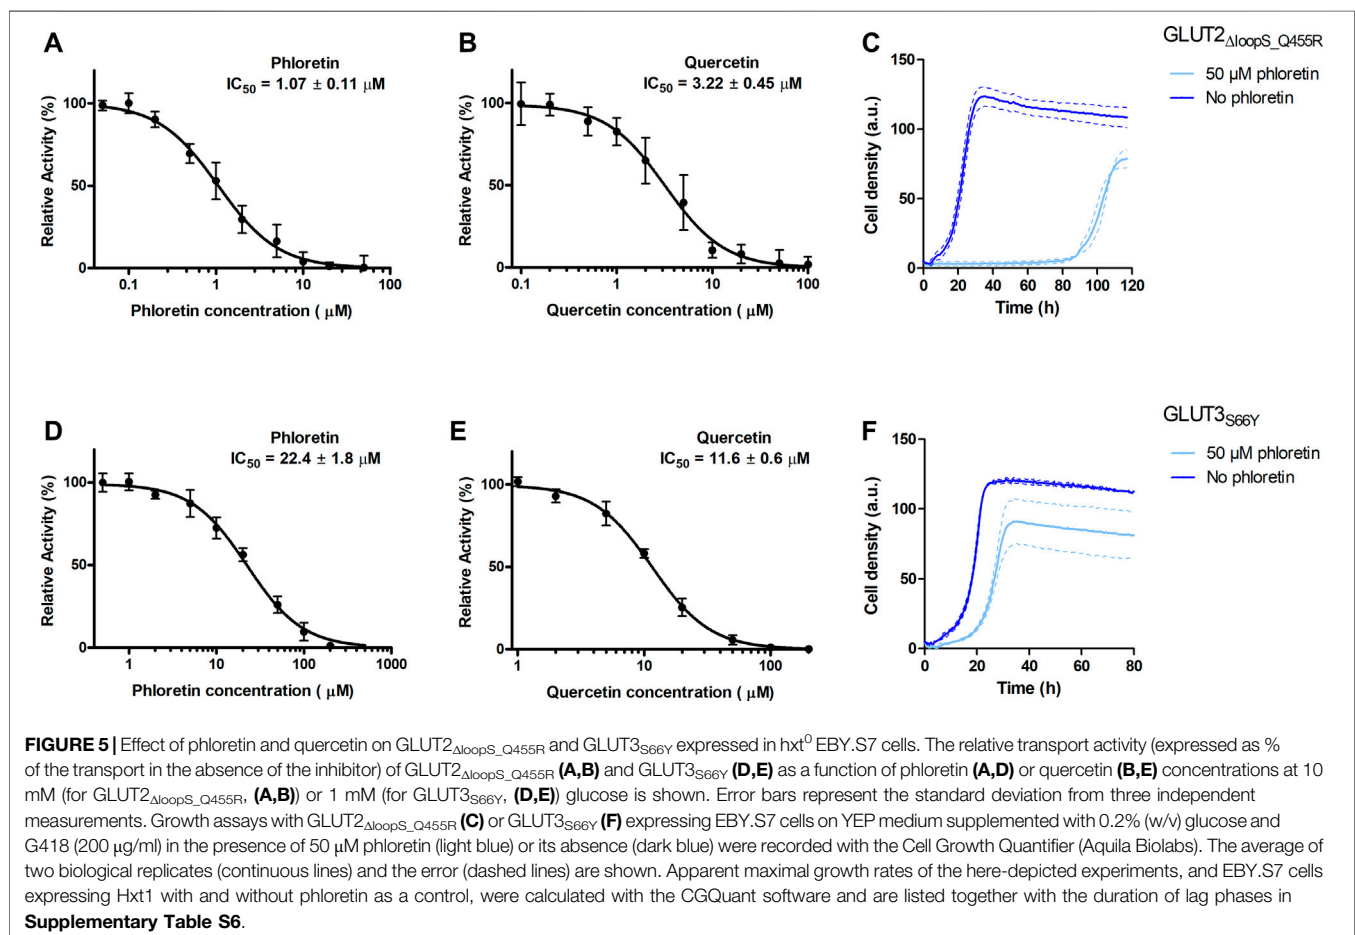 A
Phloretin
IC50 = 1.07 ± 0.11 μM
Relative Activity (%)
100
50
0
0.1
1
10
100
Phloretin concentration ( μM)
B
Quercetin
IC50 = 3.22 ± 0.45 μM
Relative Activity (%)
100
50
0
0.1
1
10
100
Quercetin concentration ( μM)
C
GLUT2ΔloopS_Q455R
50 μM phloretin
No phloretin
Cell density (a.u.)
150
100
50
0
0 20 40 60 80 100 120
Time (h)
D
Phloretin
IC50 = 22.4 ± 1.8 μM
Relative Activity (%)
100
50
0
1
10
100
1000
Phloretin concentration ( μM)
E
Quercetin
IC50 = 11.6 ± 0.6 μM
Relative Activity (%)
100
50
0
1
10
100
Quercetin concentration ( μM)
F
GLUT3S66Y
50 μM phloretin
No phloretin
Cell density (a.u.)
150
100
50
0
0 20 40 60 80
Time (h)
FIGURE 5 | Effect of phloretin and quercetin on GLUT2ΔloopS_Q455R and GLUT3S66Y expressed in hxt0 EBY.S7 cells. The relative transport activity (expressed as %
of the transport in the absence of the inhibitor) of GLUT2ΔloopS_Q455R (A,B) and GLUT3S66Y (D,E) as a function of phloretin (A,D) or quercetin (B,E) concentrations at 10
mM (for GLUT2ΔloopS_Q455R, (A,B)) or 1 mM (for GLUT3S66Y, (D,E)) glucose is shown. Error bars represent the standard deviation from three independent
measurements. Growth assays with GLUT2ΔloopS_Q455R (C) or GLUT3S66Y (F) expressing EBY.S7 cells on YEP medium supplemented with 0.2% (w/v) glucose and
G418 (200 μg/ml) in the presence of 50 μM phloretin (light blue) or its absence (dark blue) were recorded with the Cell Growth Quantifier (Aquila Biolabs). The average of
two biological replicates (continuous lines) and the error (dashed lines) are shown. Apparent maximal growth rates of the here-depicted experiments, and EBY.S7 cells
expressing Hxt1 with and without phloretin as a control, were calculated with the CGQuant software and are listed together with the duration of lag phases in
Supplementary Table S6.